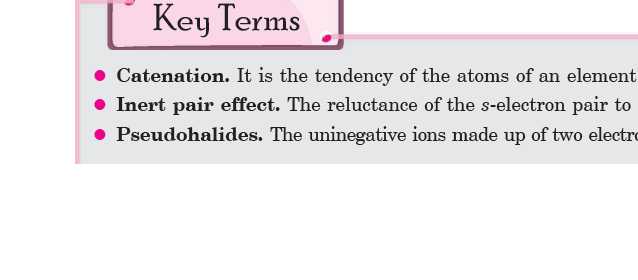 Key Terms
Catenation. It is the tendency of the atoms of an element
Inert pair effect. The reluctance of the s-electron pair to
Pseudohalides. The uninegative ions made up of two